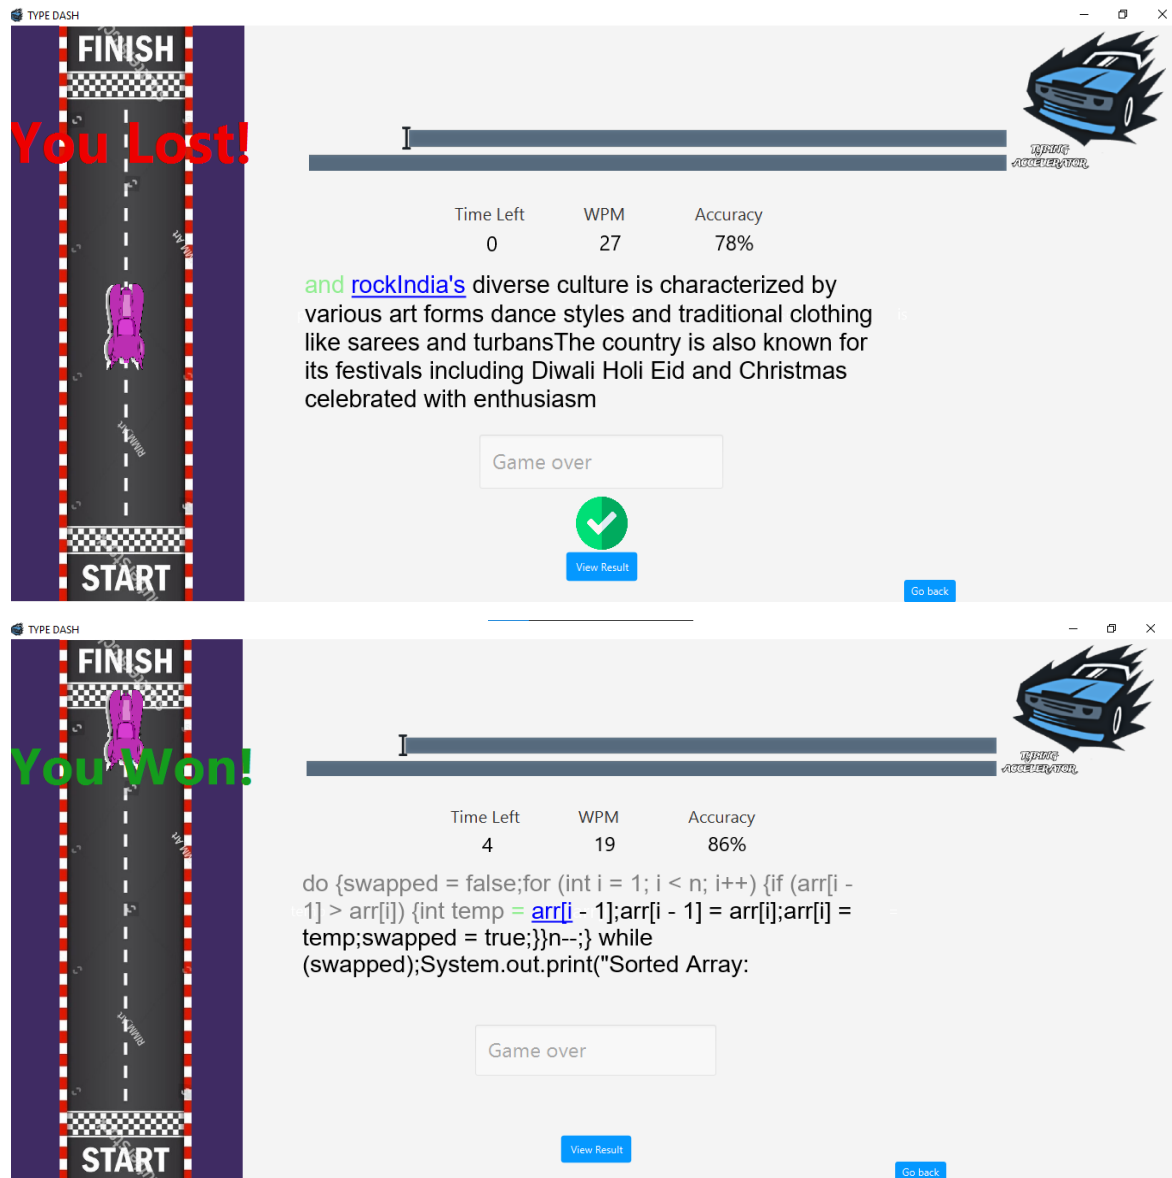 TYPE DASH
FINISH
You Lost!
TYPING
ACCELERATOR
Time Left WPM Accuracy
0 27 78%
and rockIndia's diverse culture is characterized by
various art forms dance styles and traditional clothing
like sarees and turbansThe country is also known for
its festivals including Diwali Holi Eid and Christmas
celebrated with enthusiasm
Game over
View Result
Go back
RIMM Art
START
TYPE DASH
FINISH
You Won!
TYPING
ACCELERATOR
Time Left WPM Accuracy
4 19 86%
do {swapped = false;for (int i = 1; i < n; i++) {if (arr[i -
1] > arr[i]) {int temp = arr[i - 1];arr[i - 1] = arr[i];arr[i] =
temp;swapped = true;}}n--;} while
(swapped);System.out.print("Sorted Array:
Game over
View Result
Go back
RIMM Art
START